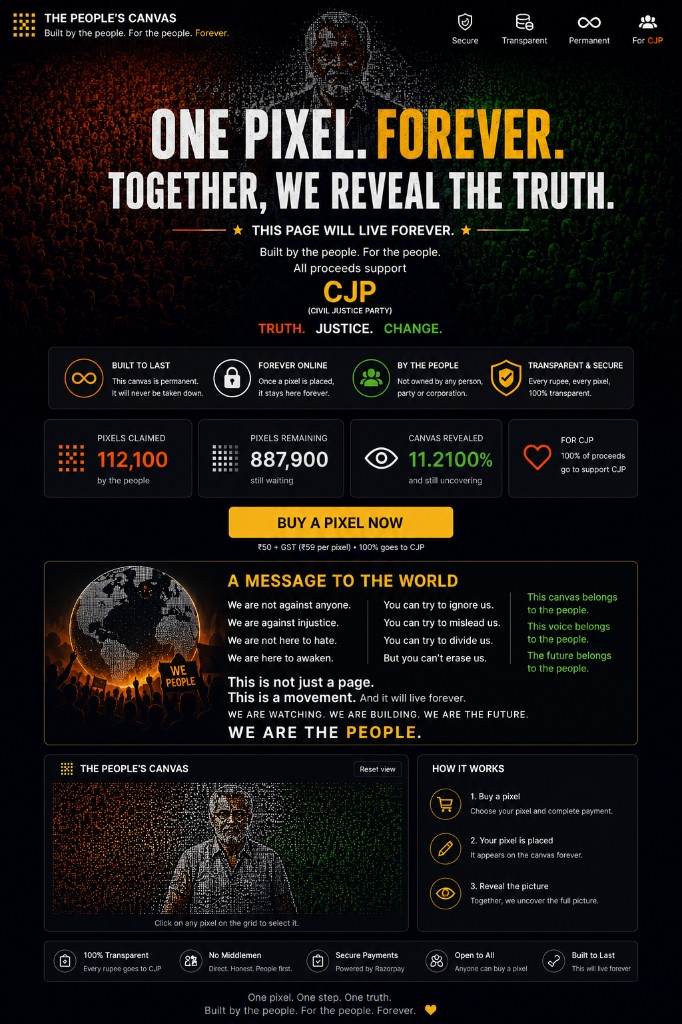 THE PEOPLE'S CANVAS
Built by the people. For the people. Forever.
Secure
Transparent
Permanent
For CJP
ONE PIXEL. FOREVER.
TOGETHER, WE REVEAL THE TRUTH.
THIS PAGE WILL LIVE FOREVER.
Built by the people. For the people.
All proceeds support
CJP
(CIVIL JUSTICE PARTY)
TRUTH. JUSTICE. CHANGE.
BUILT TO LAST
This canvas is permanent.
It will never be taken down.
FOREVER ONLINE
Once a pixel is placed,
it stays here forever.
BY THE PEOPLE
Not owned by any person,
party or corporation.
TRANSPARENT & SECURE
Every rupee, every pixel,
100% transparent.
PIXELS CLAIMED
112,100
by the people
PIXELS REMAINING
887,900
still waiting
CANVAS REVEALED
11.2100%
and still uncovering
FOR CJP
100% of proceeds
go to support CJP
BUY A PIXEL NOW
₹50 + GST (₹59 per pixel) • 100% goes to CJP
A MESSAGE TO THE WORLD
We are not against anyone.
We are against injustice.
We are not here to hate.
We are here to awaken.
You can try to ignore us.
You can try to mislead us.
You can try to divide us.
But you can't erase us.
This canvas belongs
to the people.
This voice belongs
to the people.
The future belongs
to the people.
WE
PEOPLE
This is not just a page.
This is a movement. And it will live forever.
WE ARE WATCHING. WE ARE BUILDING. WE ARE THE FUTURE.
WE ARE THE PEOPLE.
THE PEOPLE'S CANVAS
Reset view
Click on any pixel on the grid to select it.
HOW IT WORKS
1. Buy a pixel
Choose your pixel and complete payment.
2. Your pixel is placed
It appears on the canvas forever.
3. Reveal the picture
Together, we uncover the full picture.
100% Transparent
Every rupee goes to CJP
No Middlemen
Direct. Honest. People first.
Secure Payments
Powered by Razorpay
Open to All
Anyone can buy a pixel
Built to Last
This will live forever
One pixel. One step. One truth.
Built by the people. For the people. Forever.